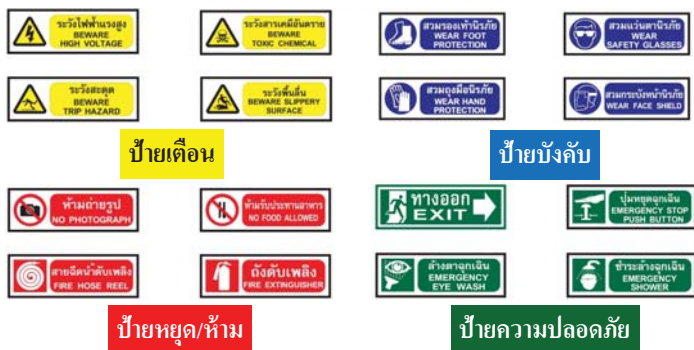 ระวังไฟฟ้าแรงสูง
BEWARE
HIGH VOLTAGE
ระวังสารเคมีอันตราย
BEWARE
TOXIC CHEMICAL
ระวังสะดุด
BEWARE
TRIP HAZARD
ระวังพื้นลื่น
BEWARE SLIPPERY
SURFACE
ป้ายเตือน
สวมรองเท้านิรภัย
WEAR FOOT
PROTECTION
สวมแว่นตานิรภัย
WEAR
SAFETY GLASSES
สวมถุงมือนิรภัย
WEAR HAND
PROTECTION
สวมกระบังหน้านิรภัย
WEAR FACE SHIELD
ป้ายบังคับ
ห้ามถ่ายรูป
NO PHOTOGRAPH
ห้ามรับประทานอาหาร
NO FOOD ALLOWED
สายฉีดน้ำดับเพลิง
FIRE HOSE REEL
ถังดับเพลิง
FIRE EXTINGUISHER
ป้ายหยุด/ห้าม
ทางออก
EXIT
ปุ่มหยุดฉุกเฉิน
EMERGENCY STOP
PUSH BUTTON
ล้างตาฉุกเฉิน
EMERGENCY
EYE WASH
ชำระล้างฉุกเฉิน
EMERGENCY
SHOWER
ป้ายความปลอดภัย